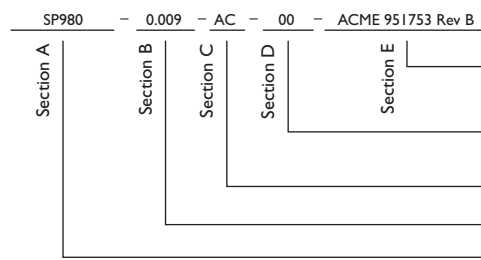 SP980 - 0.009 - AC - 00 - ACME 951753 Rev B
Section A
Section B
Section C
Section D
Section E